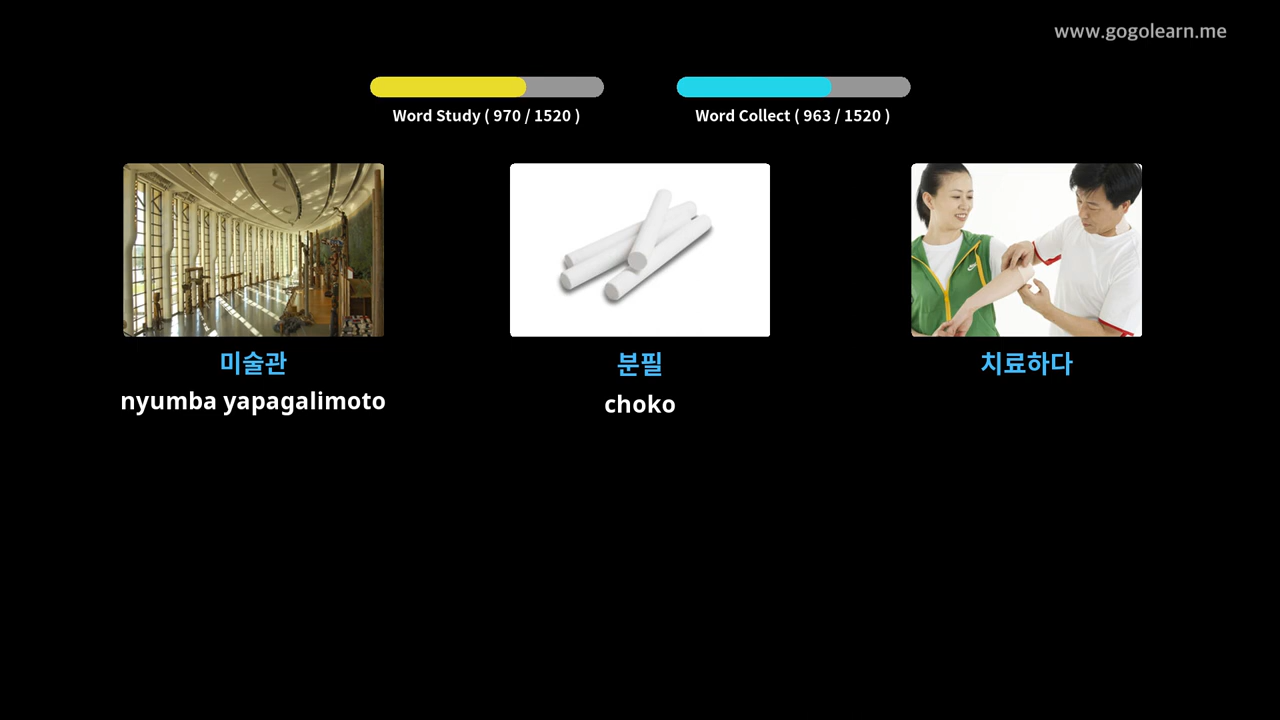 www.gogolearn.me
Word Study ( 970 / 1520 )
Word Collect ( 963 / 1520 )
미술관
nyumba yapagalimoto
분필
choko
치료하다